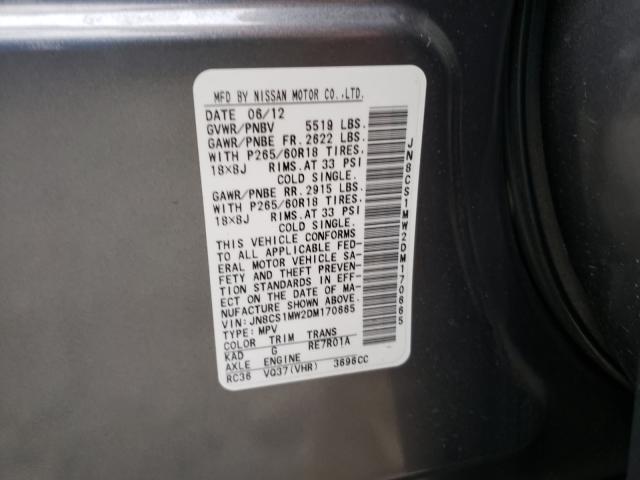 MFD BY NISSAN MOTOR CO.,LTD.
DATE 06/12
GVWR/PNBV 5519 LBS.
GAWR/PNBE FR. 2622 LBS.
WITH P265/60R18 TIRES.
18×8J RIMS.AT 33 PSI
COLD SINGLE.
GAWR/PNBE RR. 2915 LBS.
WITH P265/60R18 TIRES.
18×8J RIMS.AT 33 PSI
COLD SINGLE.
THIS VEHICLE CONFORMS
TO ALL APPLICABLE FED-
ERAL MOTOR VEHICLE SA-
FETY AND THEFT PREVEN-
TION STANDARDS IN EFF-
ECT ON THE DATE OF MA-
NUFACTURE SHOWN ABOVE.
VIN: JN8CS1MW2DM170665
TYPE: MPV
COLOR TRIM TRANS
KAD G RE7R01A
AXLE ENGINE
RC36 VQ37(VHR) 3696CC
JN8CS1MW2DM170665